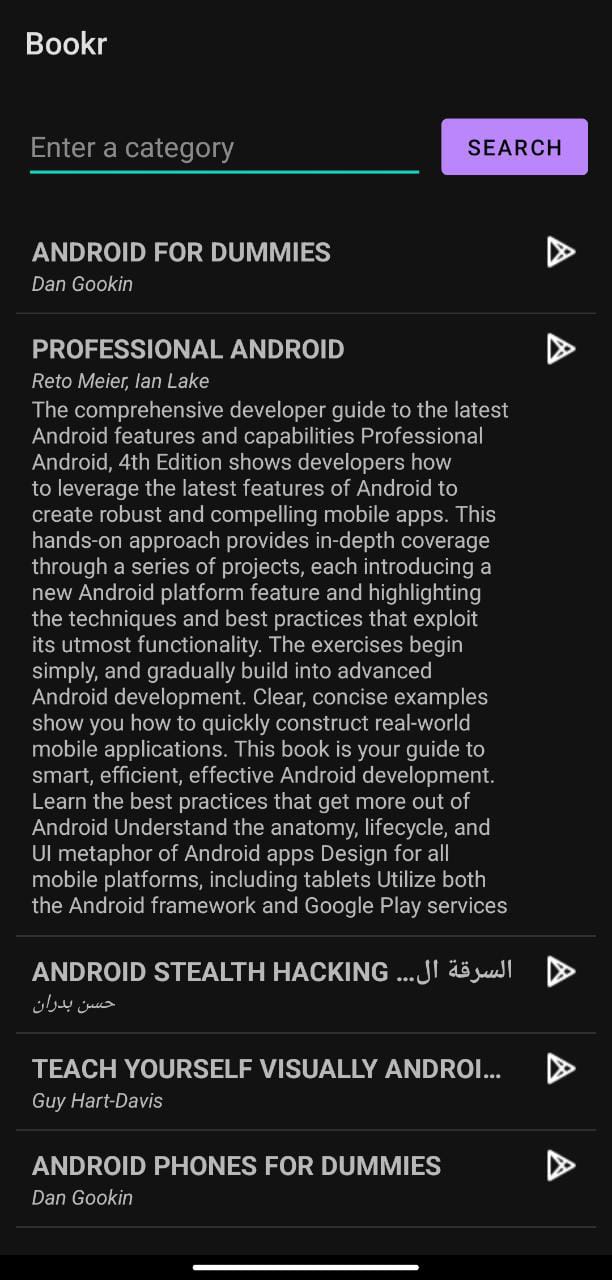 Bookr
Enter a category
SEARCH
ANDROID FOR DUMMIES
Dan Gookin
PROFESSIONAL ANDROID
Reto Meier, Ian Lake
The comprehensive developer guide to the latest
Android features and capabilities Professional
Android, 4th Edition shows developers how
to leverage the latest features of Android to
create robust and compelling mobile apps. This
hands-on approach provides in-depth coverage
through a series of projects, each introducing a
new Android platform feature and highlighting
the techniques and best practices that exploit
its utmost functionality. The exercises begin
simply, and gradually build into advanced
Android development. Clear, concise examples
show you how to quickly construct real-world
mobile applications. This book is your guide to
smart, efficient, effective Android development.
Learn the best practices that get more out of
Android Understand the anatomy, lifecycle, and
UI metaphor of Android apps Design for all
mobile platforms, including tablets Utilize both
the Android framework and Google Play services
ANDROID STEALTH HACKING السرقة ال…
حسن بدران
TEACH YOURSELF VISUALLY ANDROI…
Guy Hart-Davis
ANDROID PHONES FOR DUMMIES
Dan Gookin